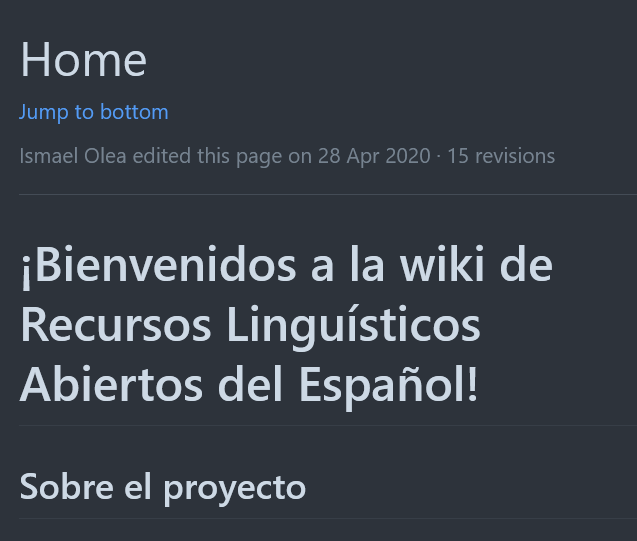 Home
Jump to bottom
Ismael Olea edited this page on 28 Apr 2020 · 15 revisions
¡Bienvenidos a la wiki de
Recursos Linguísticos
Abiertos del Español!
Sobre el proyecto